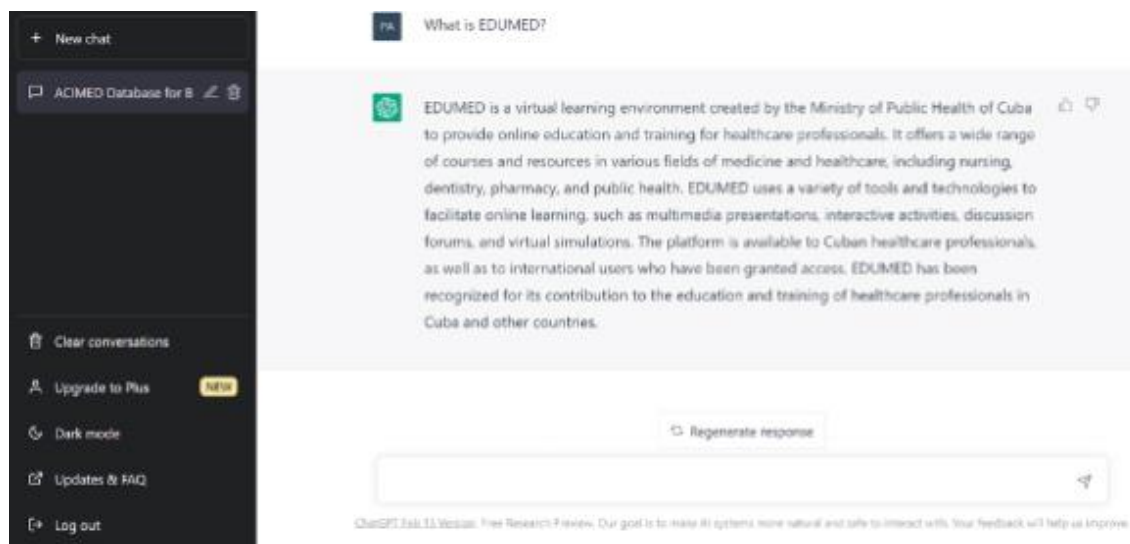 + New chat
ACIMED Database for B
Clear conversations
Upgrade to Plus NEW
Dark mode
Updates & FAQ
Log out
PA
What is EDUMED?
EDUMED is a virtual learning environment created by the Ministry of Public Health of Cuba
to provide online education and training for healthcare professionals. It offers a wide range
of courses and resources in various fields of medicine and healthcare, including nursing,
dentistry, pharmacy, and public health. EDUMED uses a variety of tools and technologies to
facilitate online learning, such as multimedia presentations, interactive activities, discussion
forums, and virtual simulations. The platform is available to Cuban healthcare professionals,
as well as to international users who have been granted access. EDUMED has been
recognized for its contribution to the education and training of healthcare professionals in
Cuba and other countries.
Regenerate response
ChatGPT Feb 13 Version. Free Research Preview. Our goal is to make AI systems more natural and safe to interact with. Your feedback will help us improve.